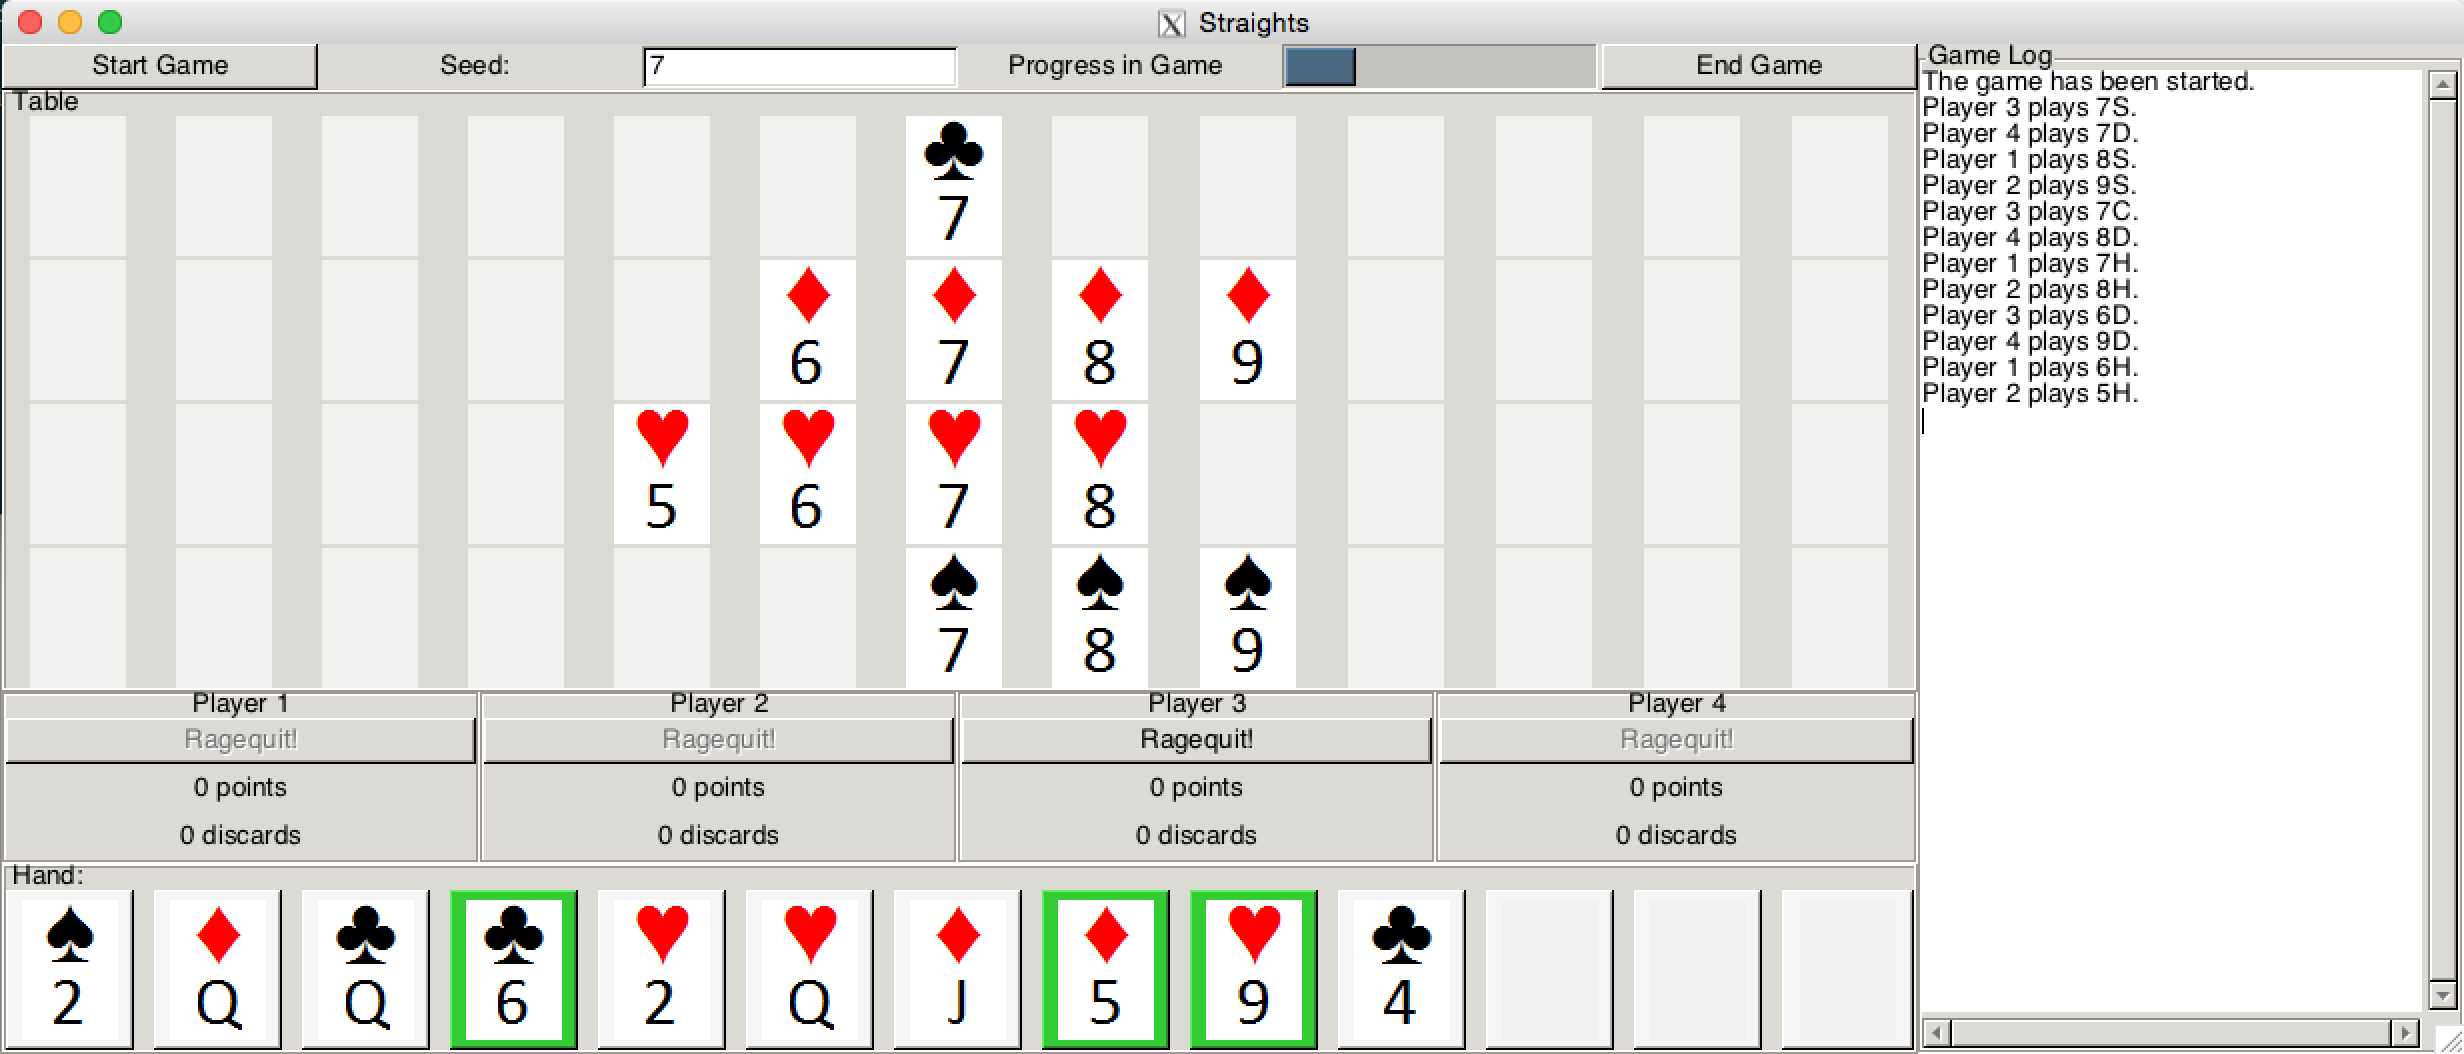 Straights
Start Game Seed: 7 Progress in Game End Game
Table
7
6 7 8 9
5 6 7 8
7 8 9
Player 1 Player 2 Player 3 Player 4
Ragequit! Ragequit! Ragequit! Ragequit!
0 points 0 points 0 points 0 points
0 discards 0 discards 0 discards 0 discards
Hand:
2 Q Q 6 2 Q J 5 9 4
Game Log
The game has been started.
Player 3 plays 7S.
Player 4 plays 7D.
Player 1 plays 8S.
Player 2 plays 9S.
Player 3 plays 7C.
Player 4 plays 8D.
Player 1 plays 7H.
Player 2 plays 8H.
Player 3 plays 6D.
Player 4 plays 9D.
Player 1 plays 6H.
Player 2 plays 5H.